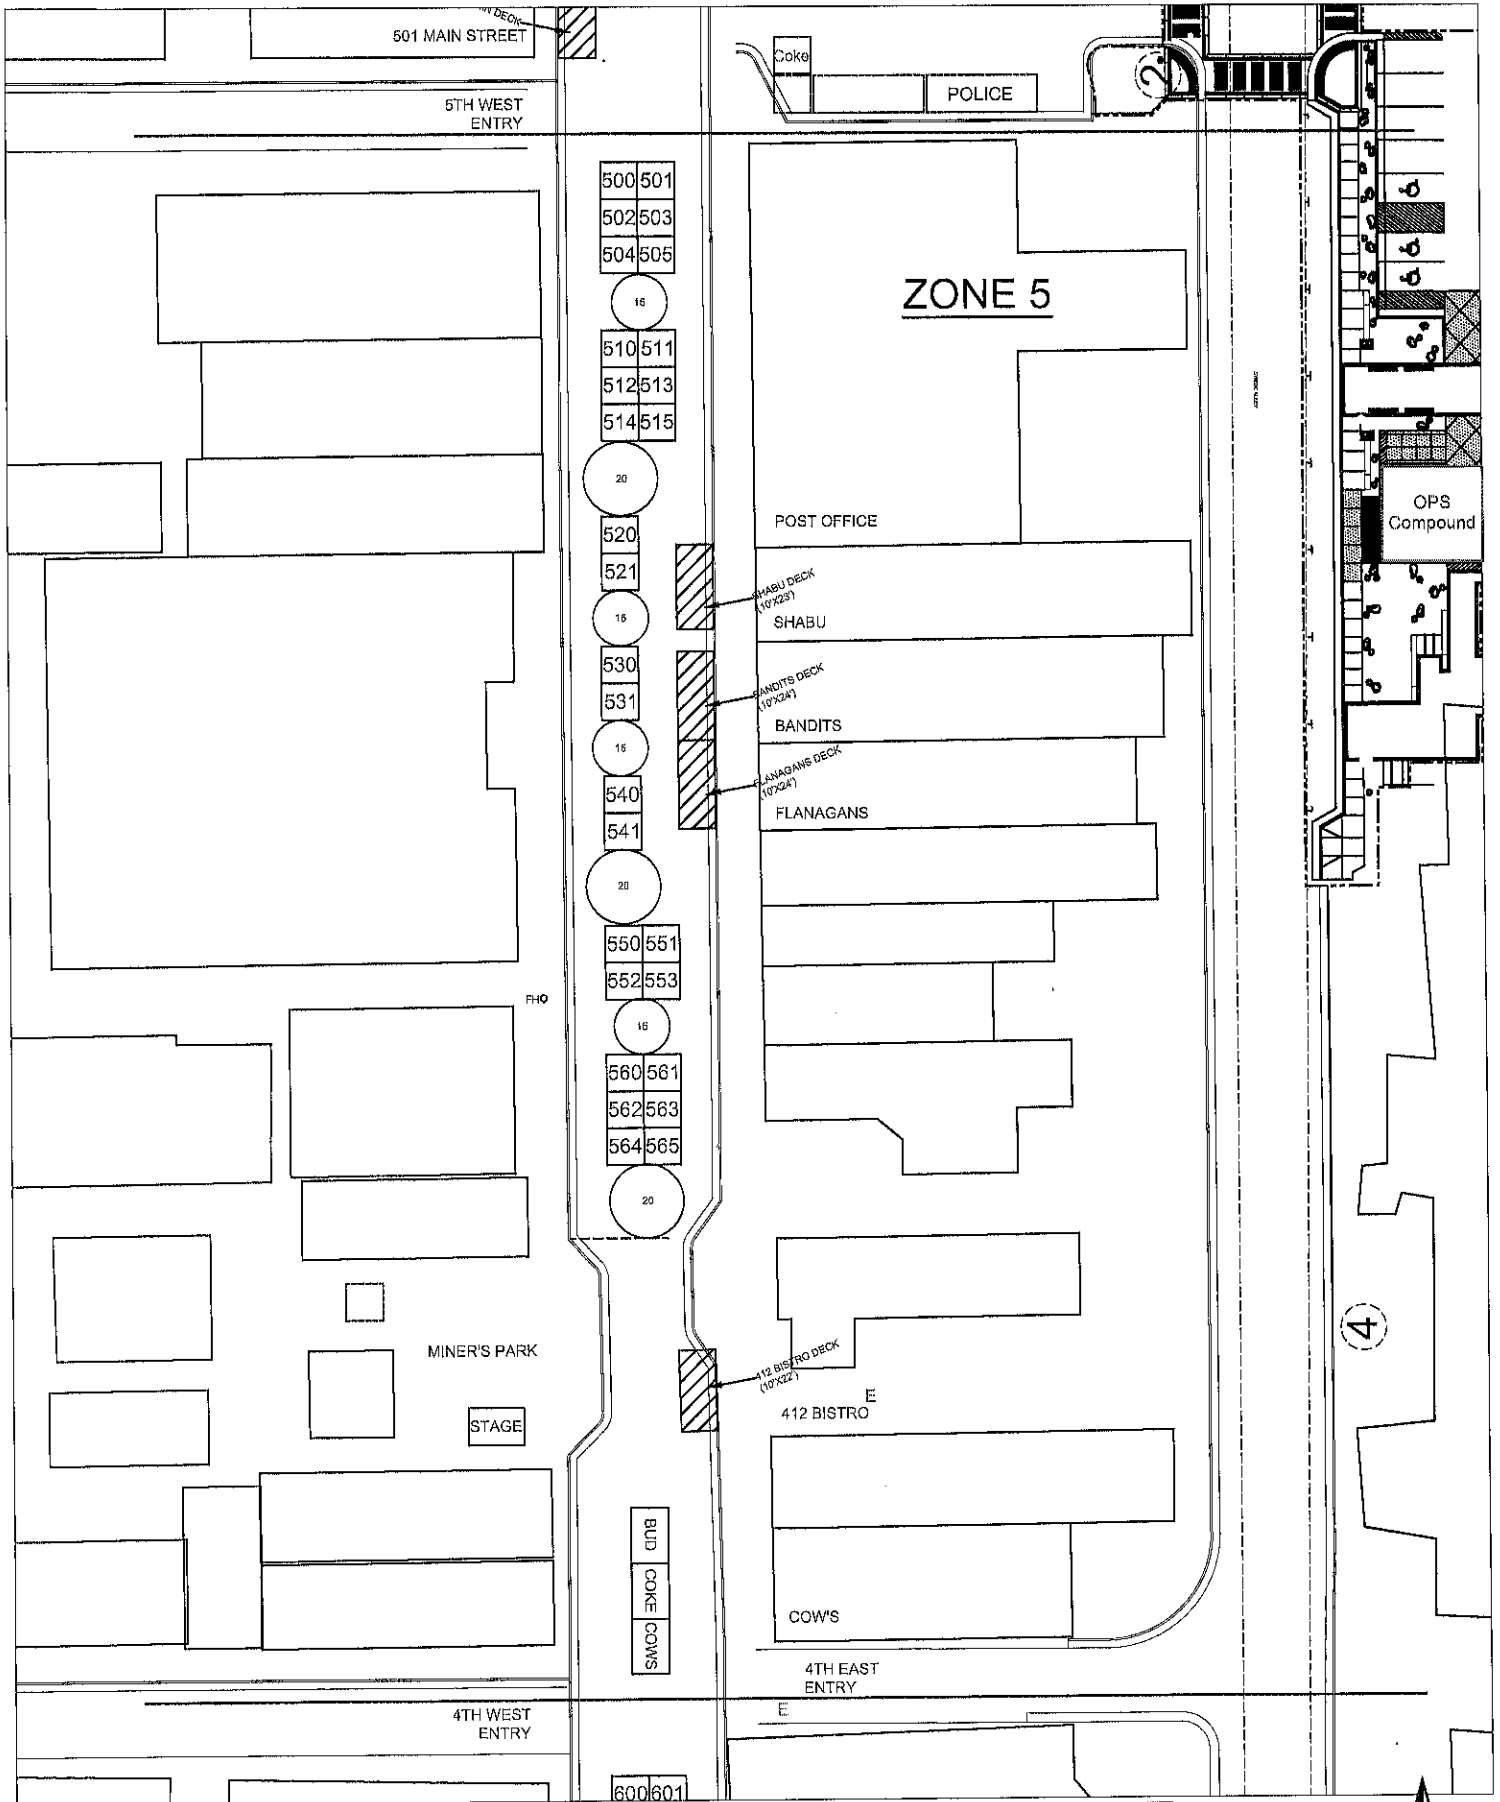 501 MAIN STREET
Coke
POLICE
2
5TH WEST
ENTRY
500 501
502 503
504 505
15
ZONE 5
510 511
512 513
514 515
20
OPS
Compound
POST OFFICE
520
521
SHABU DECK
(10'X23')
15
SHABU
530
531
BANDITS DECK
(10'X24')
BANDITS
15
FLANAGANS DECK
(10'X24')
540
541
FLANAGANS
20
550 551
552 553
FH
15
560 561
562 563
564 565
20
4
MINER'S PARK
412 BISTRO DECK
(10'X22')
E
412 BISTRO
STAGE
BUD
COKE
COWS
COW'S
4TH EAST
ENTRY
E
4TH WEST
ENTRY
600 601